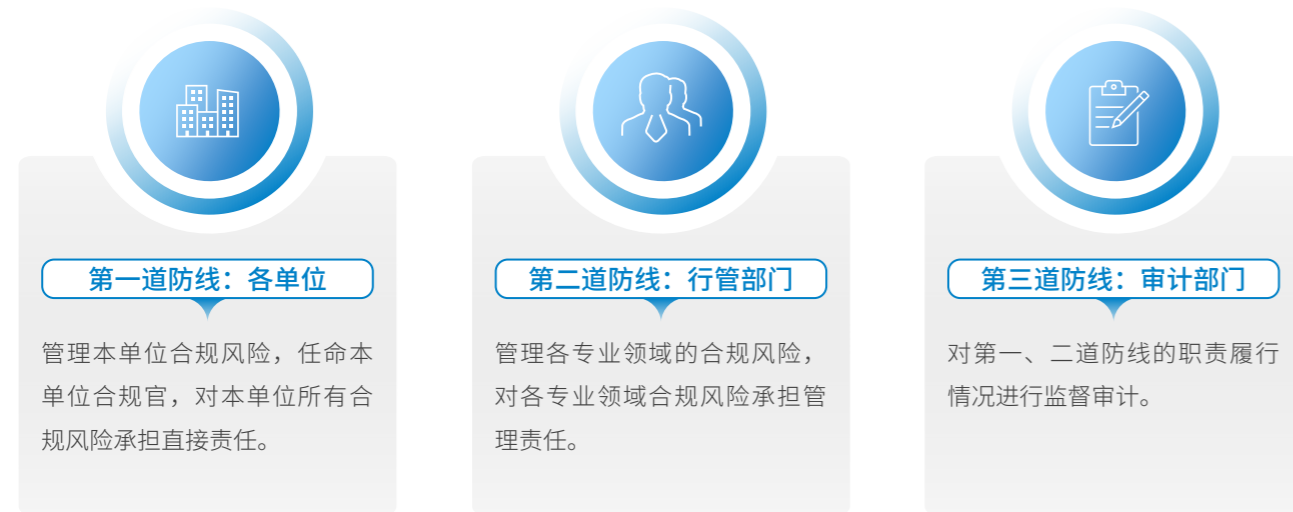 第一道防线：各单位
管理本单位合规风险，任命本
单位合规官，对本单位所有合
规风险承担直接责任。
第二道防线：行管部门
管理各专业领域的合规风险，
对各专业领域合规风险承担管
理责任。
第三道防线：审计部门
对第一、二道防线的职责履行
情况进行监督审计。